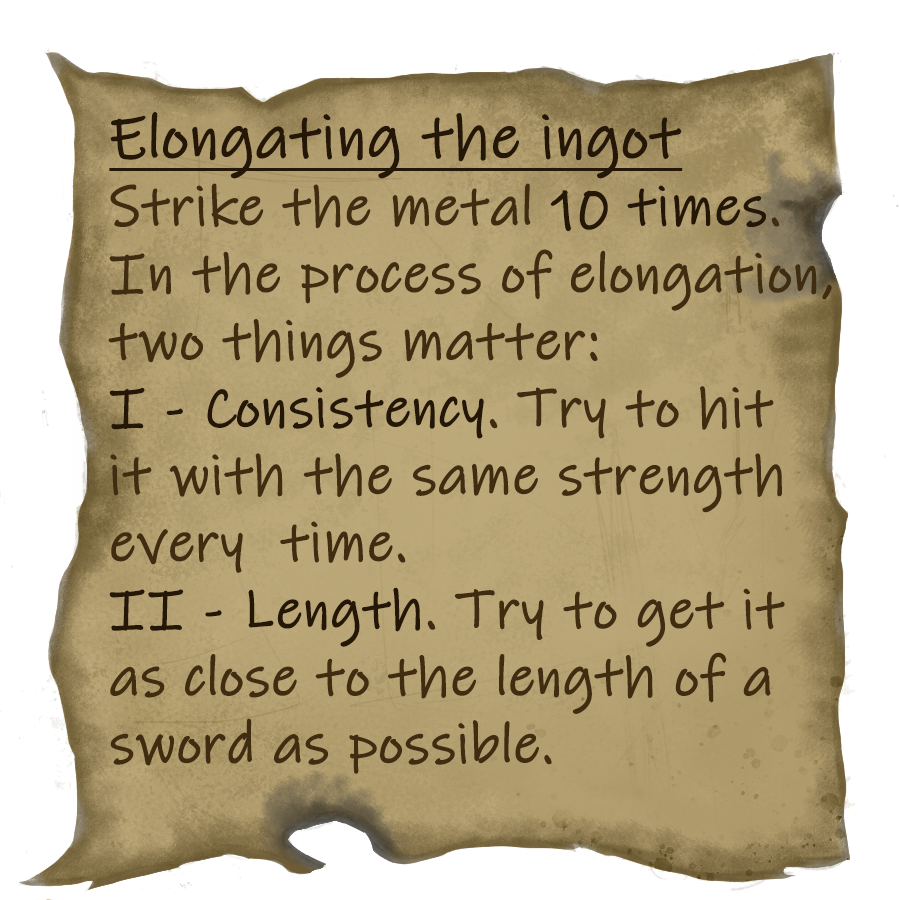 Elongating the ingot
Strike the metal 10 times.
In the process of elongation,
two things matter:
I - Consistency. Try to hit
it with the same strength
every time.
II - Length. Try to get it
as close to the length of a
sword as possible.